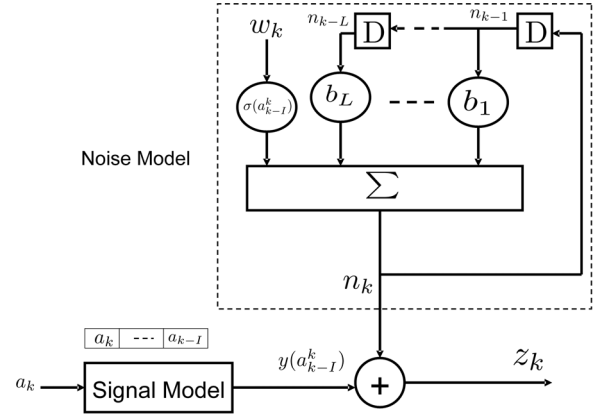 w_k
n_{k-L}
D
n_{k-1}
D
σ(a_{k-I}^k)
b_L
b_1
Noise Model
Σ
n_k
a_k --- a_{k-I}
y(a_{k-I}^k)
z_k
a_k
Signal Model
+